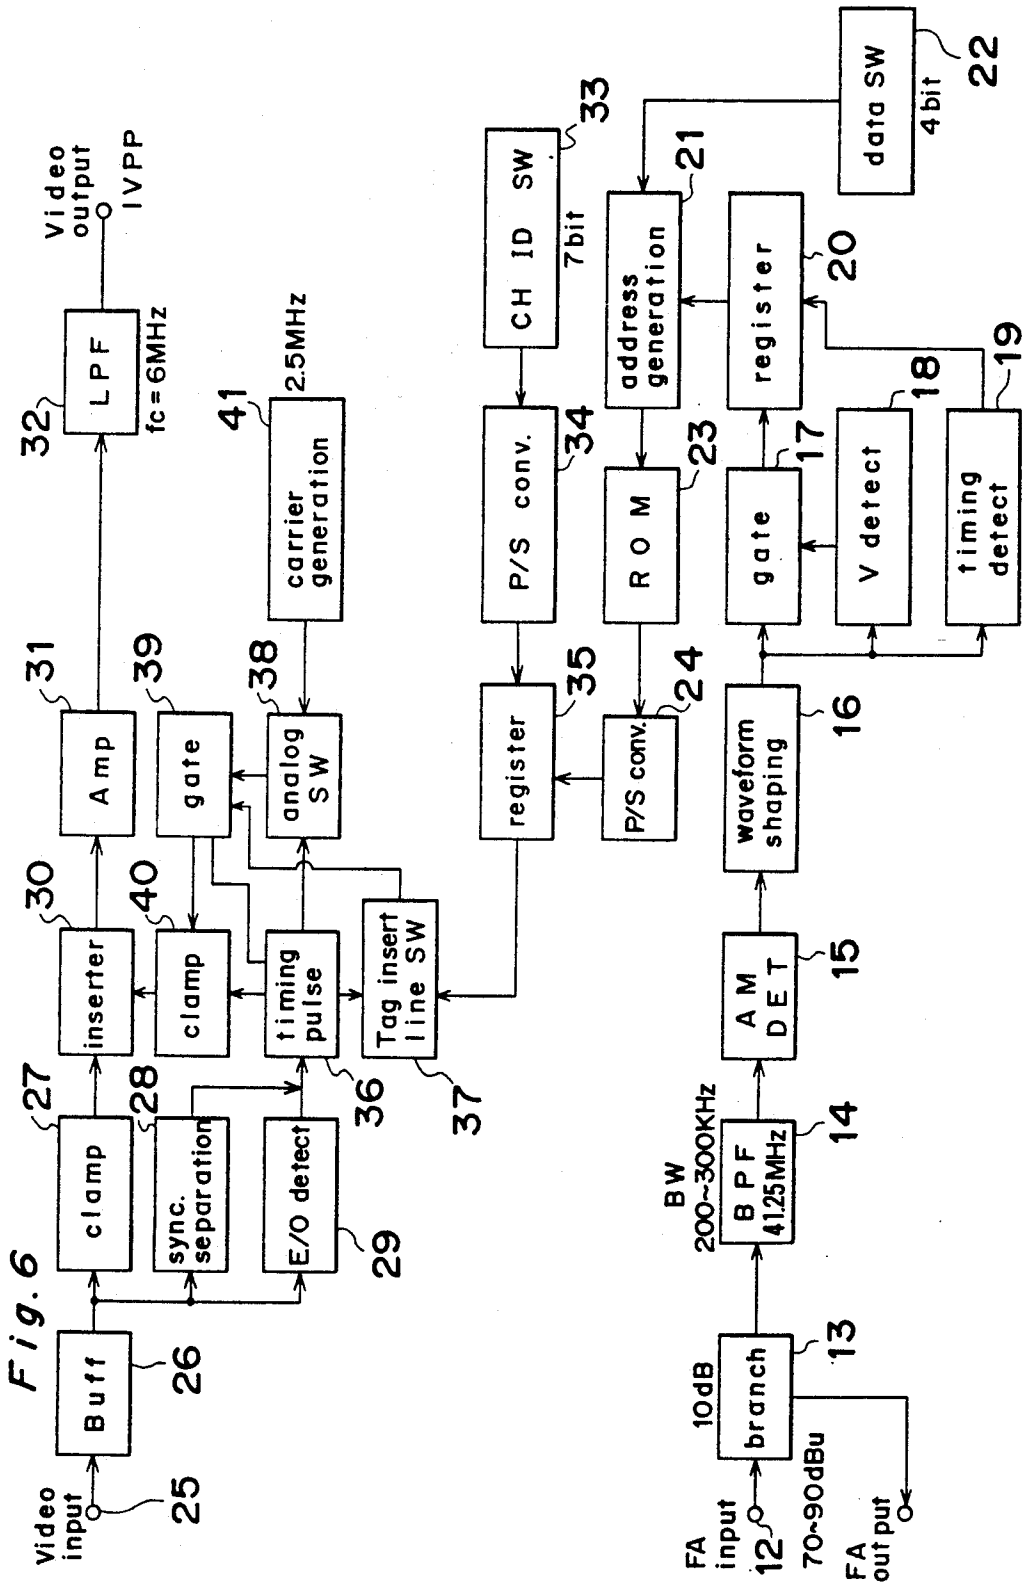 Fig. 6
Video
input
25
Buff
26
clamp
27
sync.
separation
28
E/O detect
29
inserter
30
clamp
40
timing
pulse
36
Tag insert
line SW
37
Amp
31
gate
39
analog
SW
38
carrier
generation
41
2.5MHz
LPF
32
fc=6MHz
Video
output
1VPP
CH ID SW
33
7bit
P/S conv.
34
register
35
address
generation
21
ROM
23
P/S conv.
24
data SW
22
4bit
FA
input
12
70~90dBu
FA
output
10dB
branch
13
BW
200~300KHz
BPF
41.25MHz
14
AM
DET
15
waveform
shaping
16
gate
17
V detect
18
timing
detect
19
register
20